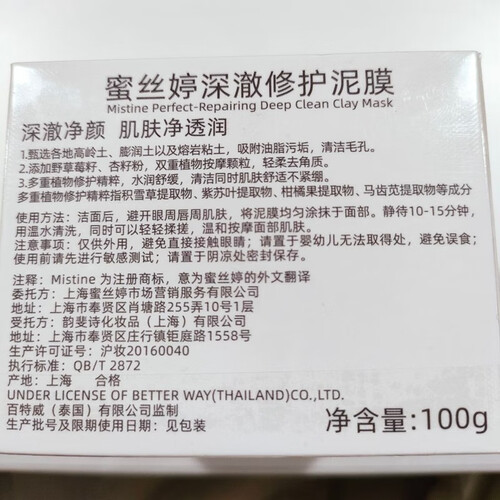 蜜丝婷深澈修护泥膜
Mistine Perfect-Repairing Deep Clean Clay Mask
深澈净颜 肌肤净透润
1.甄选各地高岭土、膨润土以及熔岩粘土，吸附油脂污垢，清洁毛孔。
2.添加野草莓籽、杏籽粉，双重植物按摩颗粒，轻柔去角质。
3.多重植物修护精粹，水润舒缓，清洁同时肌肤舒适不紧绷。
多重植物修护精粹指积雪草提取物、紫苏叶提取物、柑橘果提取物、马齿苋提取物等成分
使用方法：洁面后，避开眼周唇周肌肤，将泥膜均匀涂抹于面部。静待10-15分钟，
用温水清洗，同时可以轻轻揉搓，温和按摩面部肌肤。
注意事项：仅供外用，避免直接接触眼睛；请置于婴幼儿无法取得处，避免误食；
使用前请先进行敏感测试；请置于阴凉处密封保存。
注释：Mistine 为注册商标，意为蜜丝婷的外文翻译
委托方：上海蜜丝婷市场营销服务有限公司
地址：上海市奉贤区肖塘路255弄10号1层
受托方：韵斐诗化妆品（上海）有限公司
地址：上海市奉贤区庄行镇钜庭路1558号
生产许可证号：沪妆20160040
执行标准：QB/T 2872
产地：上海 合格
UNDER LICENSE OF BETTER WAY(THAILAND)CO.,LTD.
百特威（泰国）有限公司监制
生产批号及限期使用日期：见包装
净含量:100g